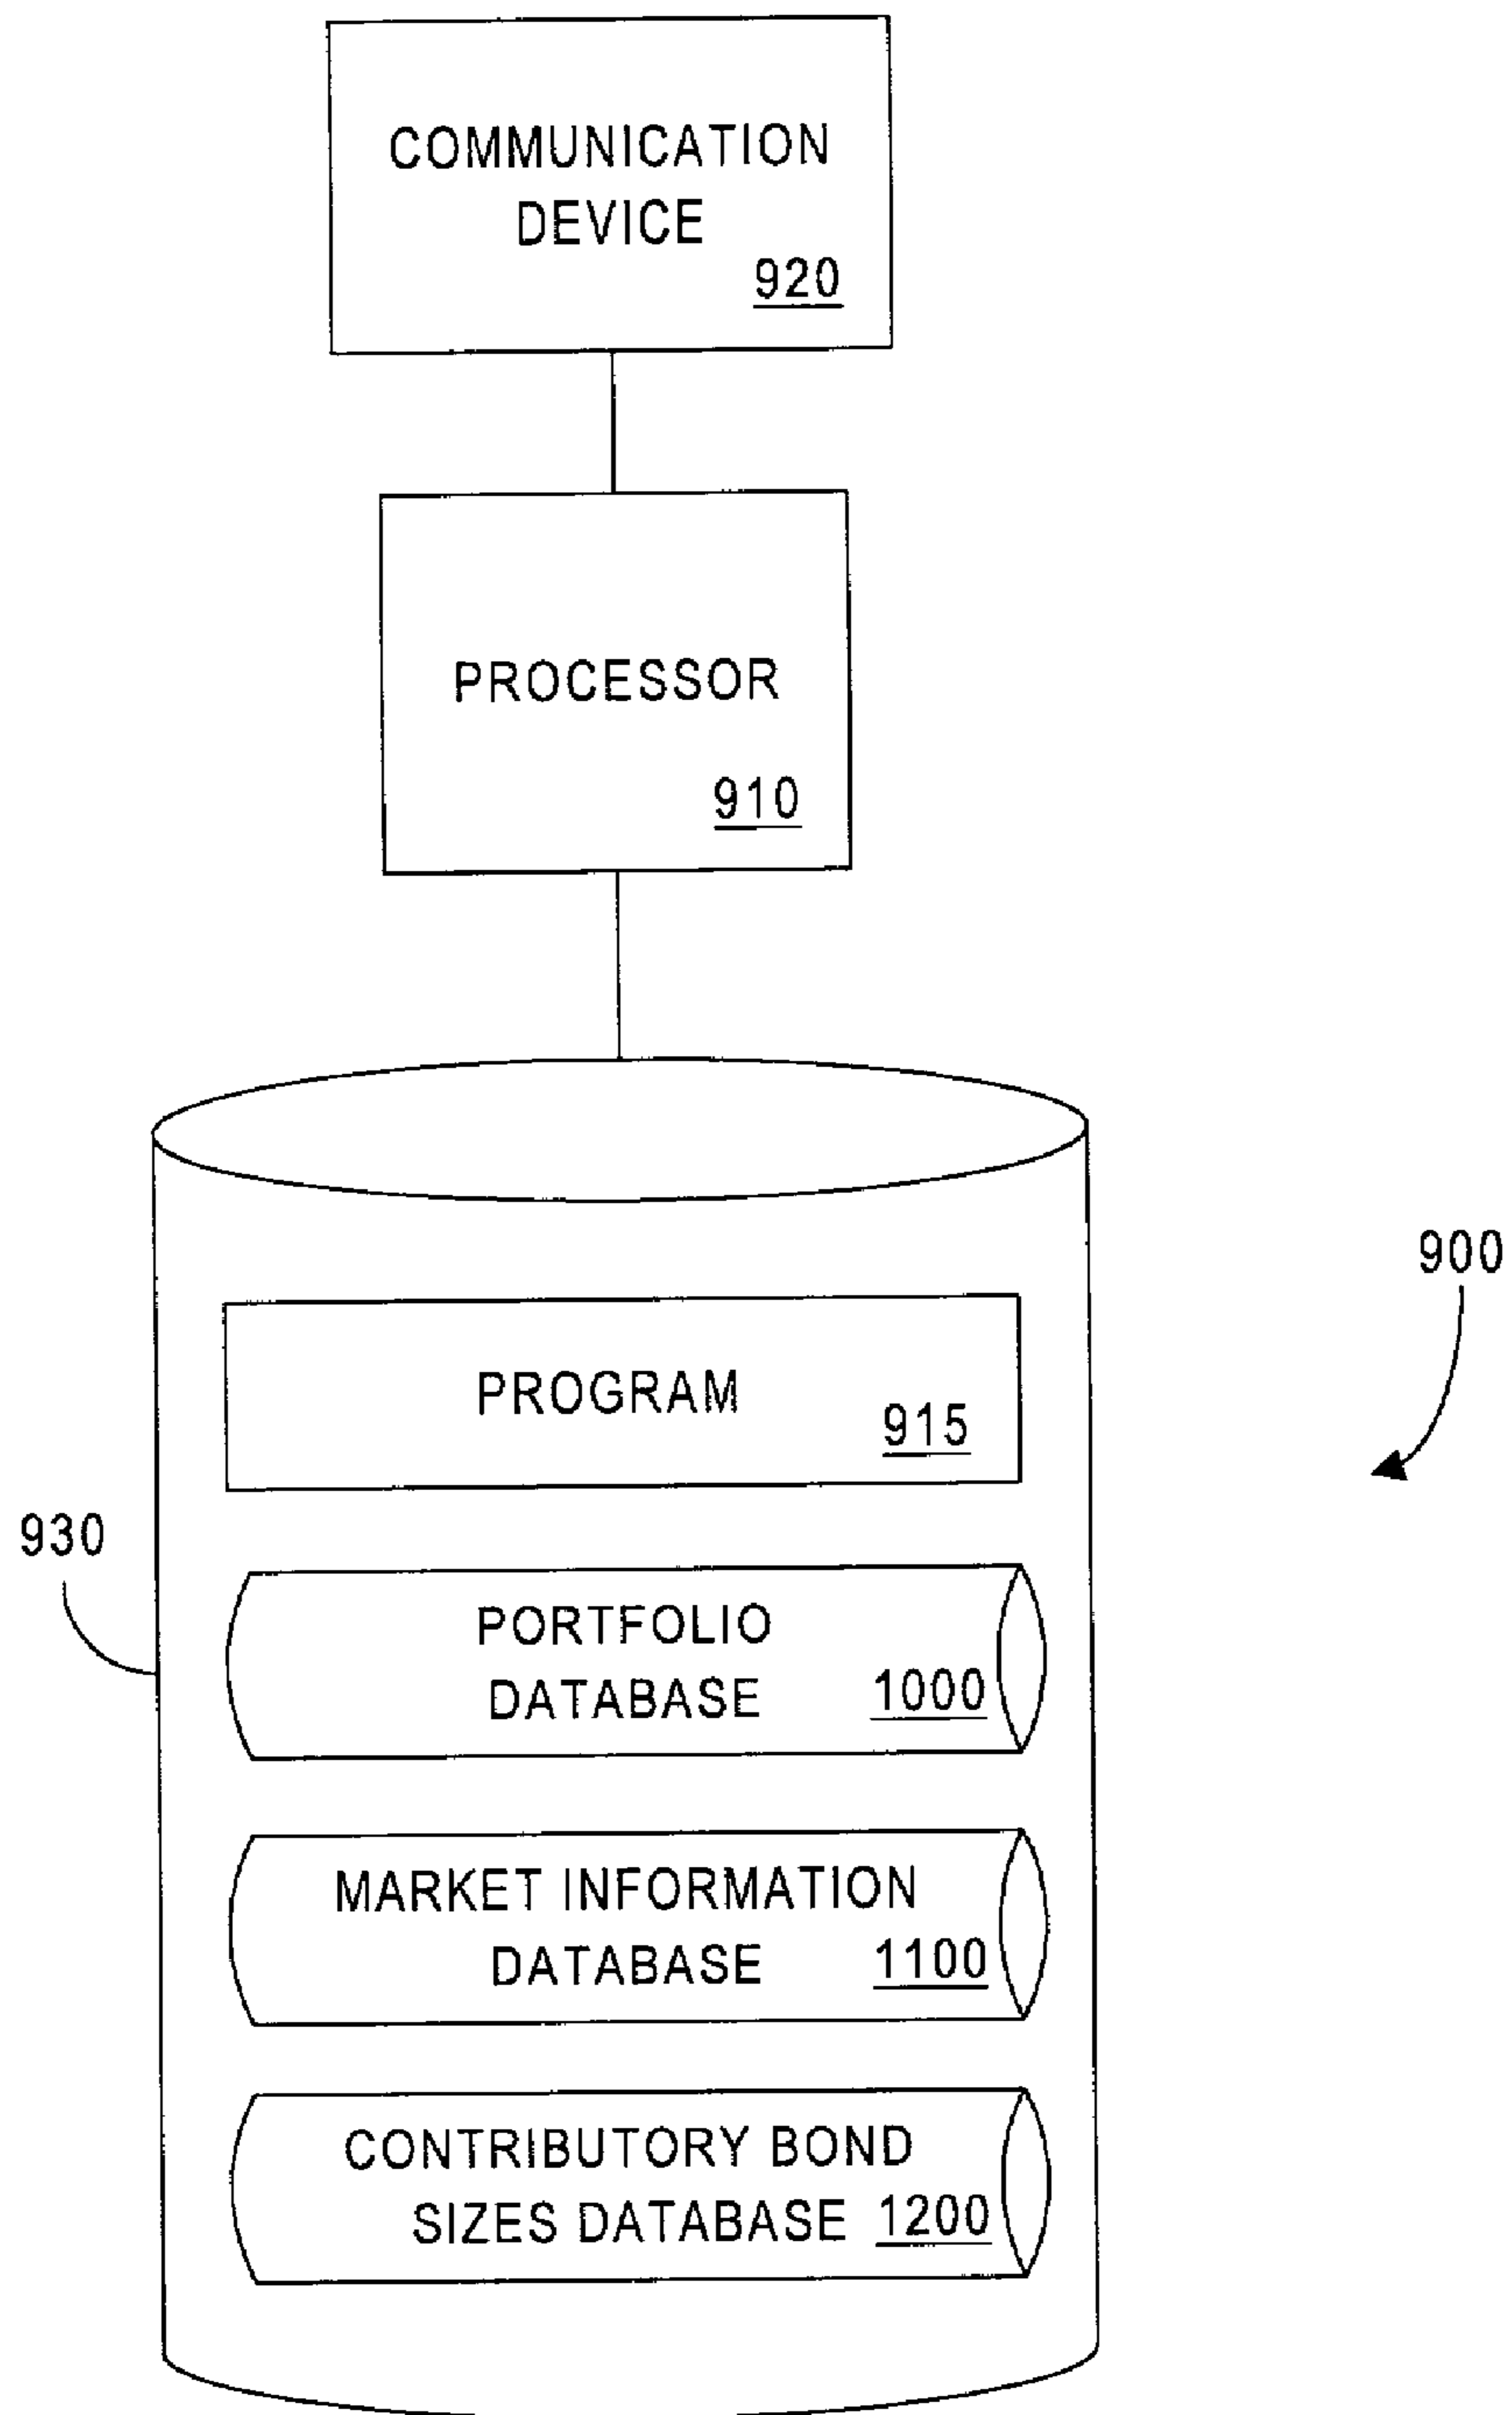 COMMUNICATION
DEVICE
920
PROCESSOR
910
900
PROGRAM
915
930
PORTFOLIO
DATABASE 1000
MARKET INFORMATION
DATABASE 1100
CONTRIBUTORY BOND
SIZES DATABASE 1200